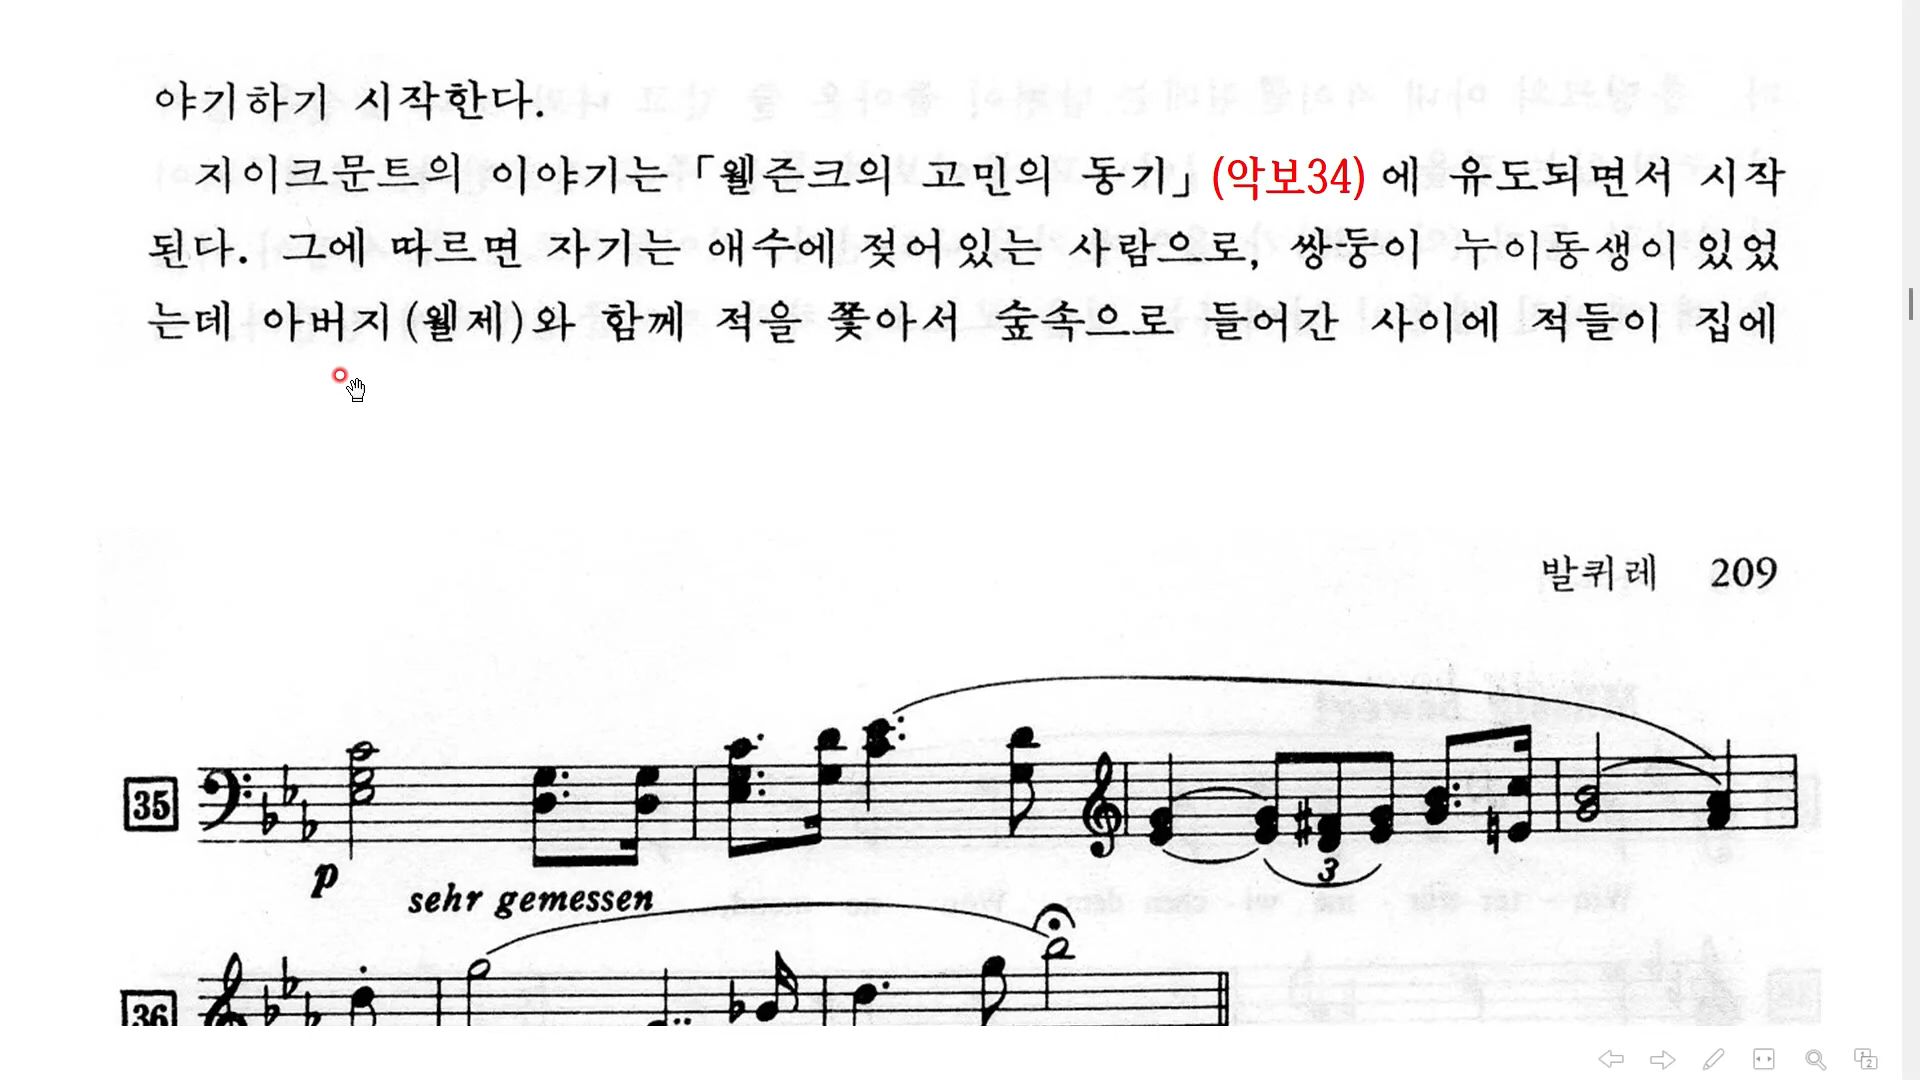 야기하기 시작한다.
지이크문트의 이야기는「웰즌크의 고민의 동기」(악보34) 에 유도되면서 시작
된다. 그에 따르면 자기는 애수에 젖어있는 사람으로, 쌍둥이 누이동생이 있었
는데 아버지(웰제)와 함께 적을 쫓아서 숲속으로 들어간 사이에 적들이 집에
발퀴레 209
35
3
p
sehr gemessen
36